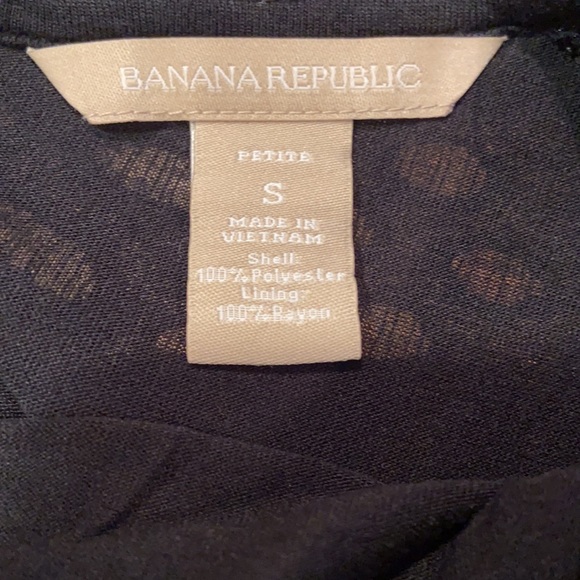 BANANA REPUBLIC
PETITE
S
MADE IN
VIETNAM
Shell:
100% Polyester
Lining:
100% Rayon